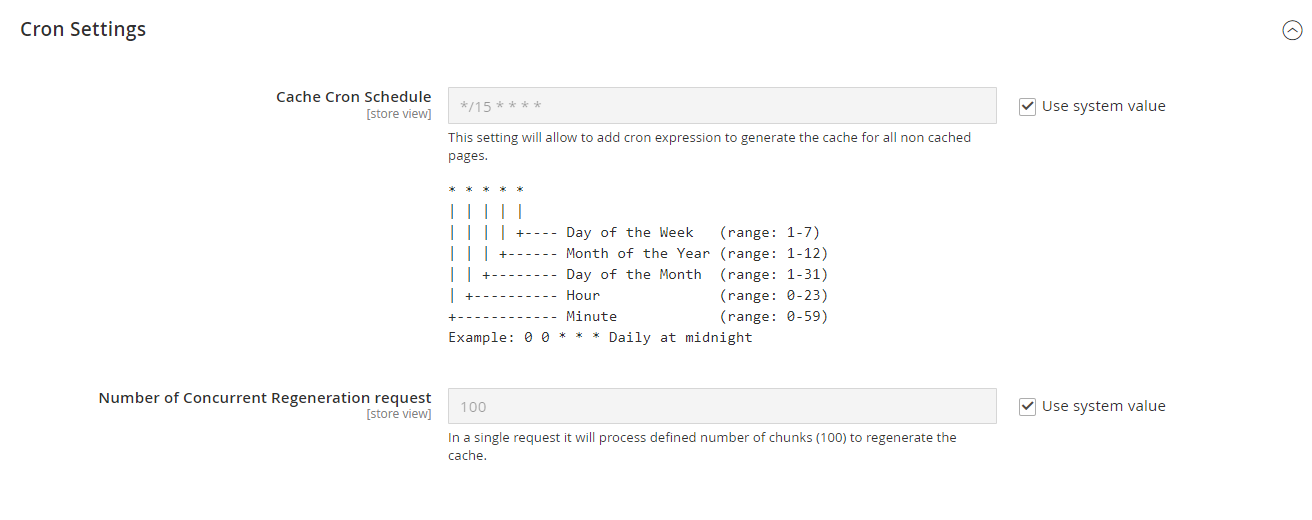 Cron Settings
Cache Cron Schedule
[store view]
*/15 * * * *
Use system value
This setting will allow to add cron expression to generate the cache for all non cached
pages.
* * * * *
| | | | |
| | | | +---- Day of the Week   (range: 1-7)
| | | +------ Month of the Year (range: 1-12)
| | +-------- Day of the Month  (range: 1-31)
| +---------- Hour              (range: 0-23)
+------------ Minute            (range: 0-59)
Example: 0 0 * * * Daily at midnight
Number of Concurrent Regeneration request
[store view]
100
Use system value
In a single request it will process defined number of chunks (100) to regenerate the
cache.